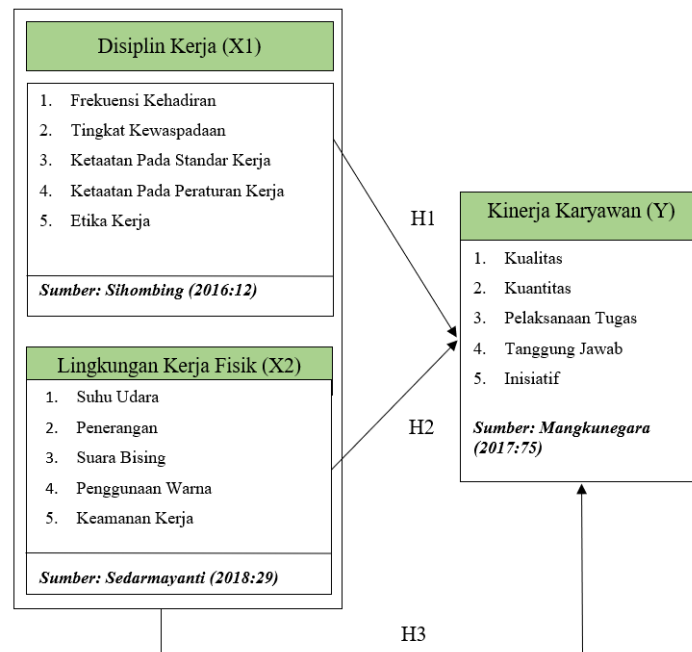 Disiplin Kerja (X1)
1. Frekuensi Kehadiran
2. Tingkat Kewaspadaan
3. Ketaatan Pada Standar Kerja
4. Ketaatan Pada Peraturan Kerja
5. Etika Kerja
Sumber: Sihombing (2016:12)
Lingkungan Kerja Fisik (X2)
1. Suhu Udara
2. Penerangan
3. Suara Bising
4. Penggunaan Warna
5. Keamanan Kerja
Sumber: Sedarmayanti (2018:29)
H1
H2
Kinerja Karyawan (Y)
1. Kualitas
2. Kuantitas
3. Pelaksanaan Tugas
4. Tanggung Jawab
5. Inisiatif
Sumber: Mangkunegara
(2017:75)
H3